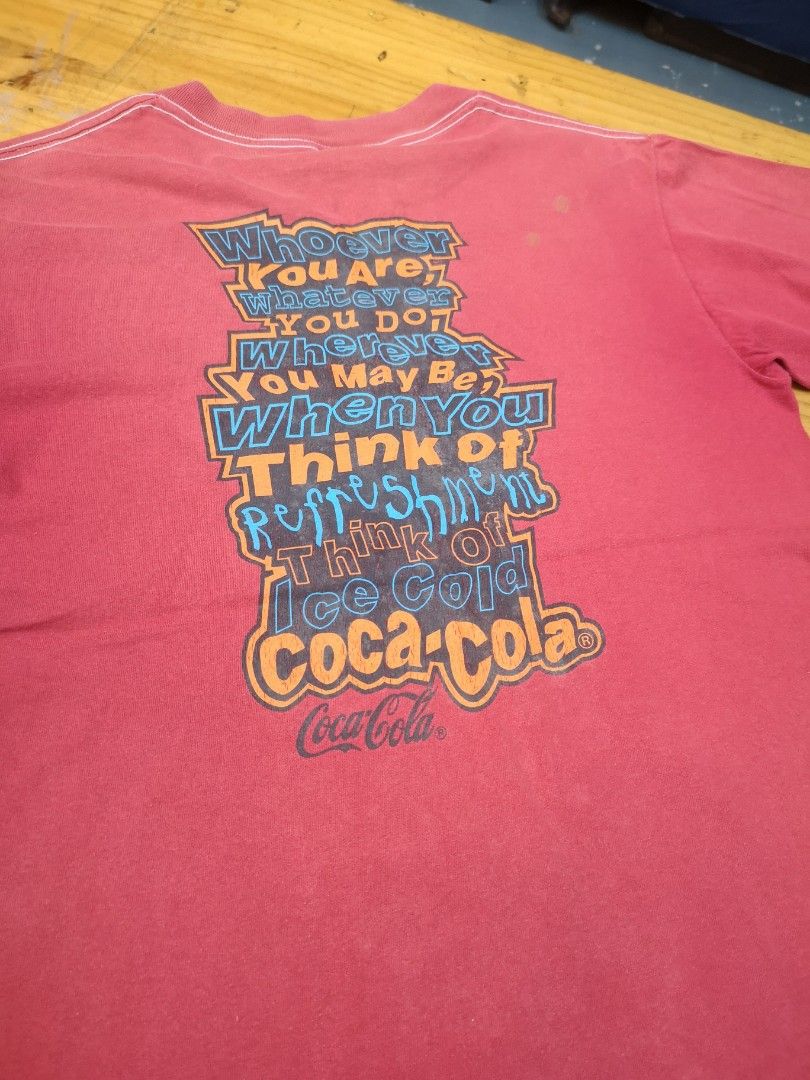 Whoever
You Are,
Whatever
You Do,
Wherever
You May Be,
When You
Think of
Refreshment
Think Of
Ice Cold
Coca-Cola®
Coca-Cola®